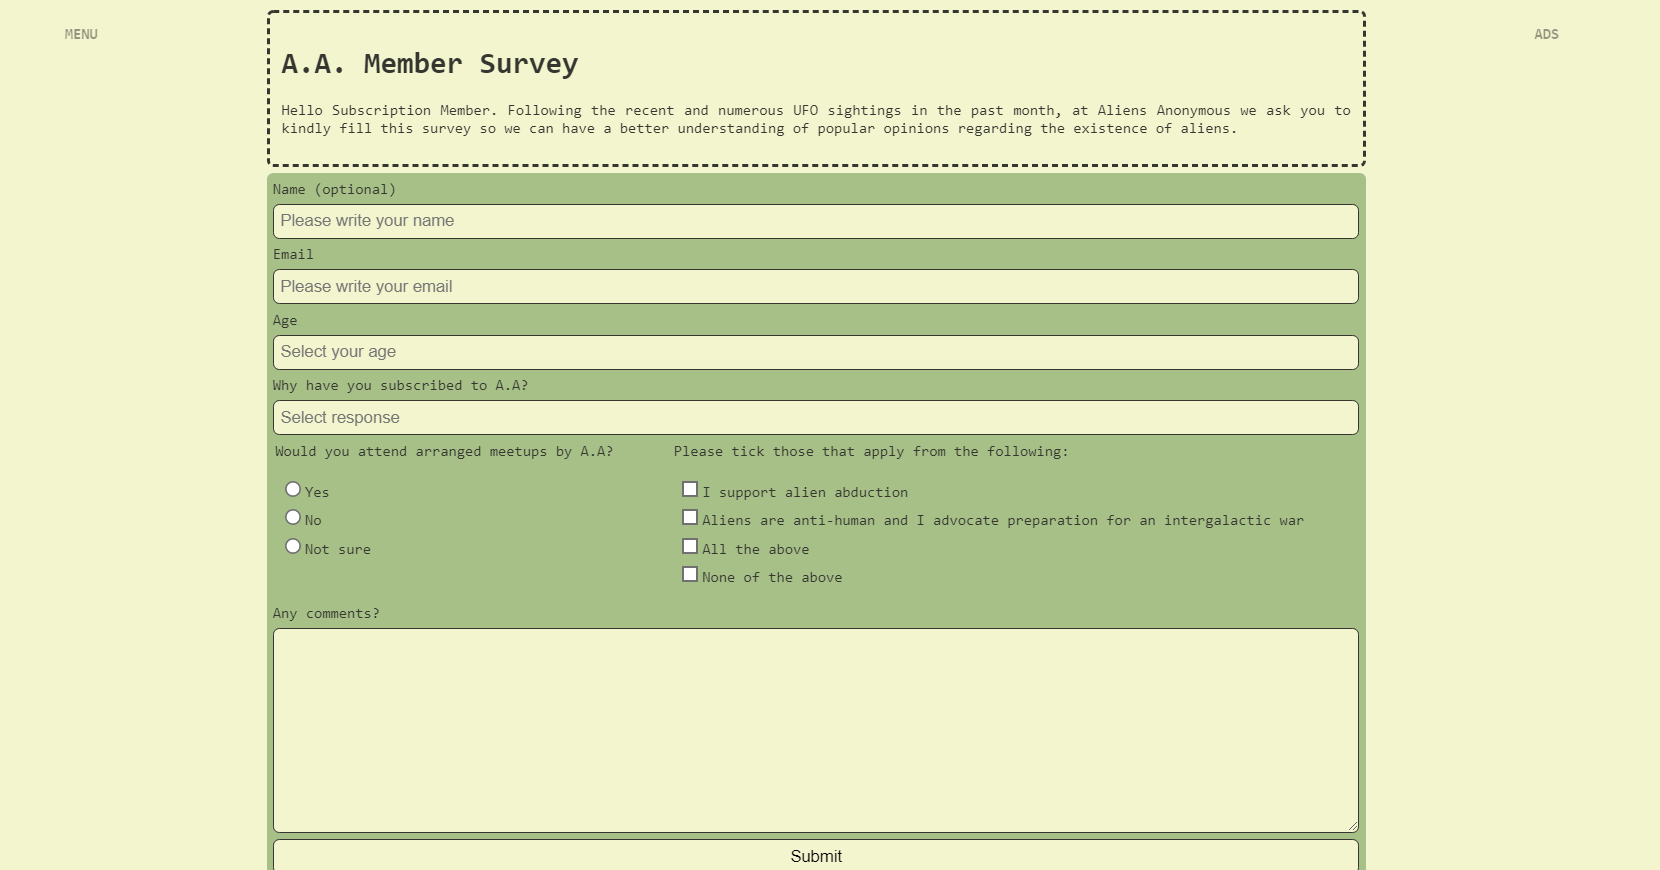 MENU
ADS
A.A. Member Survey
Hello Subscription Member. Following the recent and numerous UFO sightings in the past month, at Aliens Anonymous we ask you to
kindly fill this survey so we can have a better understanding of popular opinions regarding the existence of aliens.
Name (optional)
Please write your name
Email
Please write your email
Age
Select your age
Why have you subscribed to A.A?
Select response
Would you attend arranged meetups by A.A?
Yes
No
Not sure
Please tick those that apply from the following:
I support alien abduction
Aliens are anti-human and I advocate preparation for an intergalactic war
All the above
None of the above
Any comments?
Submit